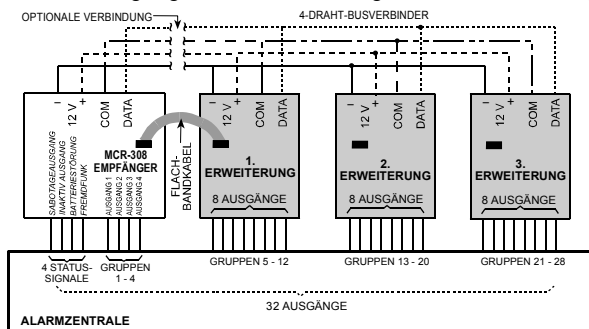 OPTIONALE VERBINDUNG
4-DRAHT-BUSVERBINDER
– 12 V +
COM
DATA
– 12 V +
COM
DATA
– 12 V +
COM
DATA
– 12 V +
COM
DATA
MCR-308
EMPFÄNGER
SABOTAGEAUSGANG
INAKTIV AUSGANG
BATTERIESTÖRUNG
FREMDFUNK
AUSGANG 1
AUSGANG 2
AUSGANG 3
AUSGANG 4
FLACH-
BANDKABEL
1.
ERWEITERUNG
8 AUSGÄNGE
2.
ERWEITERUNG
8 AUSGÄNGE
3.
ERWEITERUNG
8 AUSGÄNGE
4 STATUS-
SIGNALE
GRUPPEN
1 - 4
GRUPPEN 5 - 12
GRUPPEN 13 - 20
GRUPPEN 21 - 28
32 AUSGÄNGE
ALARMZENTRALE